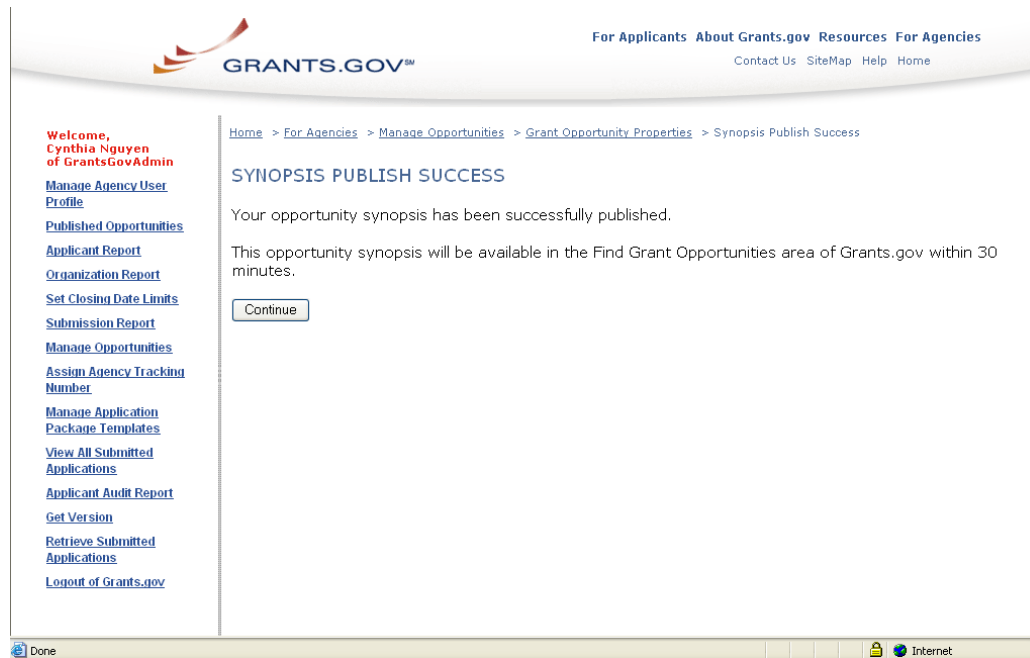 For Applicants About Grants.gov Resources For Agencies
GRANTS.GOV℠
Contact Us SiteMap Help Home
Welcome,
Cynthia Nguyen
of GrantsGovAdmin
Manage Agency User
Profile
Published Opportunities
Applicant Report
Organization Report
Set Closing Date Limits
Submission Report
Manage Opportunities
Assign Agency Tracking
Number
Manage Application
Package Templates
View All Submitted
Applications
Applicant Audit Report
Get Version
Retrieve Submitted
Applications
Logout of Grants.gov
Home > For Agencies > Manage Opportunities > Grant Opportunity Properties > Synopsis Publish Success
SYNOPSIS PUBLISH SUCCESS
Your opportunity synopsis has been successfully published.
This opportunity synopsis will be available in the Find Grant Opportunities area of Grants.gov within 30
minutes.
Continue
Done
Internet